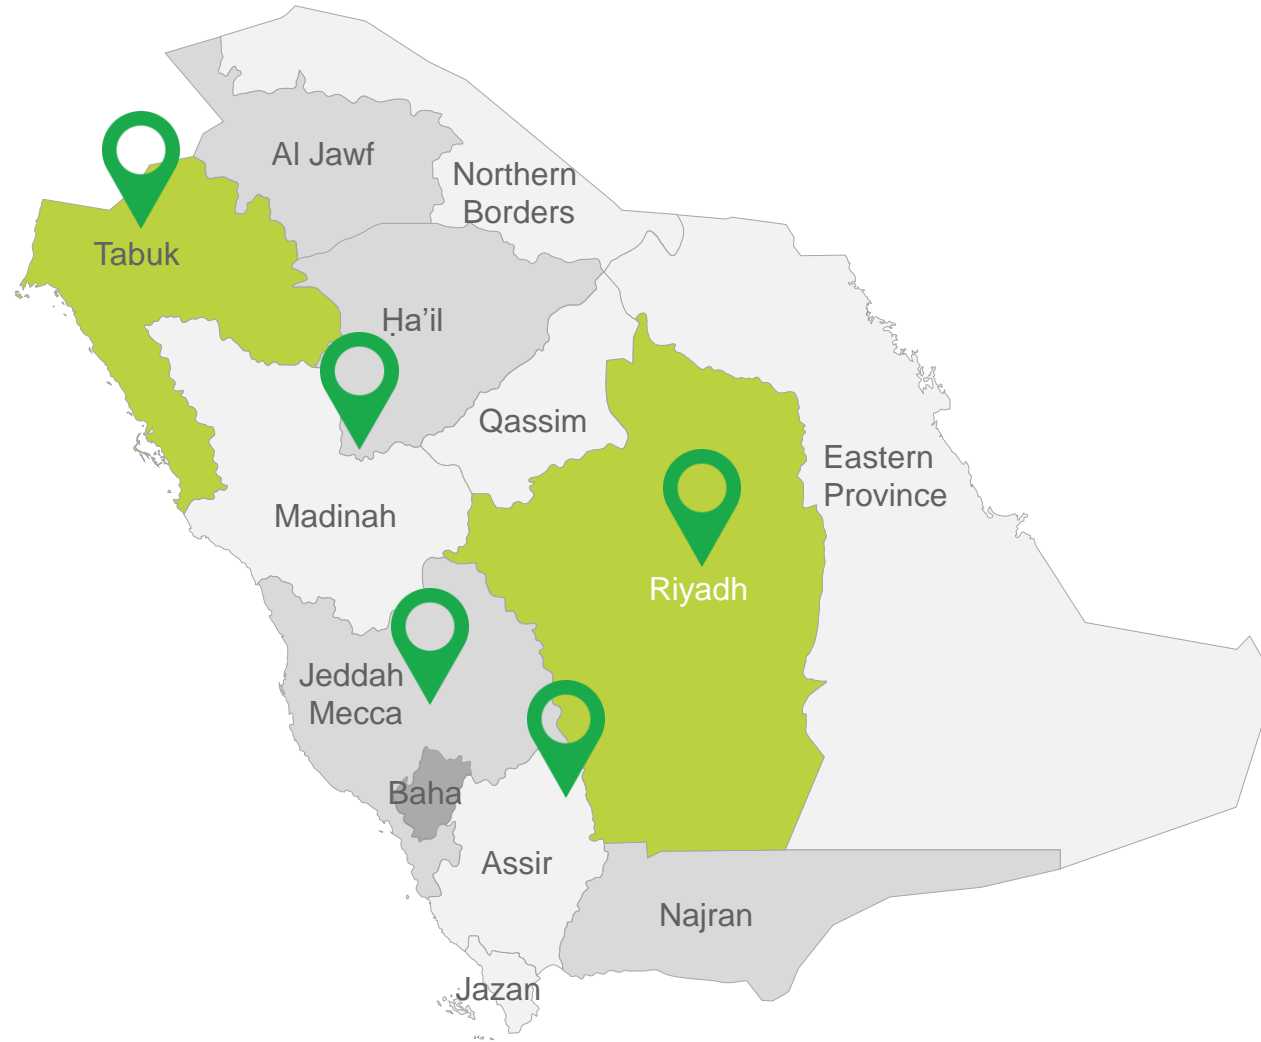 Al Jawf
Northern
Borders
Tabuk
Ḥa’il
Qassim
Eastern
Province
Madinah
Riyadh
Jeddah
Mecca
Baha
Assir
Najran
Jazan